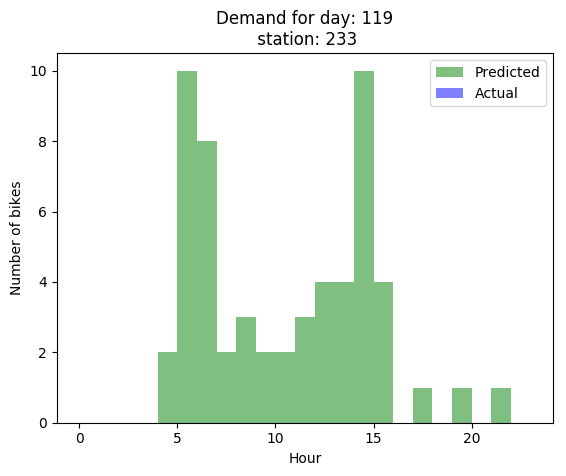 Demand for day: 119
station: 233
Predicted
Actual
Number of bikes
10
8
6
4
2
0
0 5 10 15 20
Hour